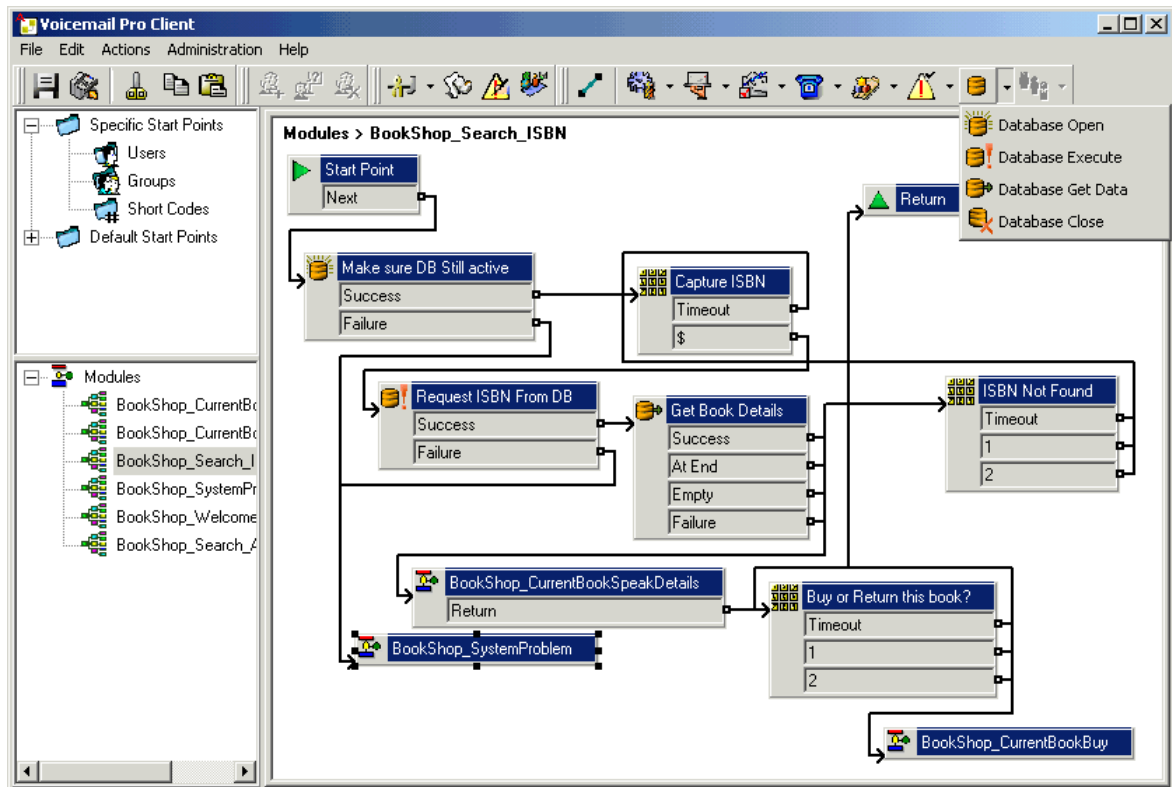 Voicemail Pro Client
File Edit Actions Administration Help
Specific Start Points
Users
Groups
Short Codes
Default Start Points
Modules
BookShop_CurrentBo
BookShop_CurrentBo
BookShop_Search_I
BookShop_SystemPr
BookShop_Welcome
BookShop_Search_A
Modules > BookShop_Search_ISBN
Start Point
Next
Return
Database Open
Database Execute
Database Get Data
Database Close
Make sure DB Still active
Success
Failure
Capture ISBN
Timeout
$
Request ISBN From DB
Success
Failure
Get Book Details
Success
At End
Empty
Failure
ISBN Not Found
Timeout
1
2
BookShop_CurrentBookSpeakDetails
Return
BookShop_SystemProblem
Buy or Return this book?
Timeout
1
2
BookShop_CurrentBookBuy